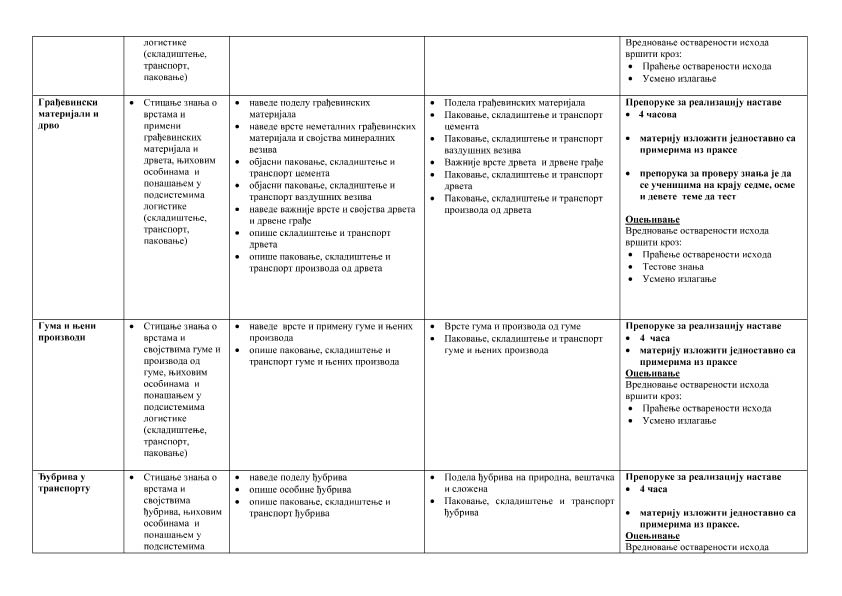 логистике
(складиштење,
транспорт,
паковање)
Вредновање остварености исхода
вршити кроз:
• Праћење остварености исхода
• Усмено излагање
Грађевински
материјали и
дрво
• Стицање знања о
врстама и
примени
грађевинских
материјала и
дрвета, њиховим
особинама и
понашањем у
подсистемима
логистике
(складиштење,
транспорт,
паковање)
• наведе поделу грађевинских
материјала
• наведе врсте неметалних грађевинских
материјала и својства минералних
везива
• објасни паковање, складиштење и
транспорт цемента
• објасни паковање, складиштење и
транспорт ваздушних везива
• наведе важније врсте и својства дрвета
и дрвене грађе
• опише складиштење и транспорт
дрвета
• опише паковање, складиштење и
транспорт производа од дрвета
• Подела грађевинских материјала
• Паковање, складиштење и транспорт
цемента
• Паковање, складиштење и транспорт
ваздушних везива
• Важније врсте дрвета и дрвене грађе
• Паковање, складиштење и транспорт
дрвета
• Паковање, складиштење и транспорт
производа од дрвета
Препоруке за реализацију наставе
• 4 часова
• материју изложити једноставно са
примерима из праксе
• препорука за проверу знања је да
се ученицима на крају седме, осме
и девете теме да тест
Оцењивање
Вредновање остварености исхода
вршити кроз:
• Праћење остварености исхода
• Тестове знања
• Усмено излагање
Гума и њени
производи
• Стицање знања о
врстама и
својствима гуме и
производа од
гуме, њиховим
особинама и
понашањем у
подсистемима
логистике
(складиштење,
транспорт,
паковање)
• наведе врсте и примену гуме и њених
производа
• опише паковање, складиштење и
транспорт гуме и њених производа
• Врсте гума и производа од гуме
• Паковање, складиштење и транспорт
гуме и њених производа
Препоруке за реализацију наставе
• 4 часа
• материју изложити једноставно са
примерима из праксе
Оцењивање
Вредновање остварености исхода
вршити кроз:
• Праћење остварености исхода
• Усмено излагање
Ђубрива у
транспорту
• Стицање знања о
врстама и
својствима
ђубрива, њиховим
особинама и
понашањем у
подсистемима
• наведе поделу ђубрива
• опише особине ђубрива
• опише паковање, складиштење и
транспорт ђубрива
• Подела ђубрива на природна, вештачка
и сложена
• Паковање, складиштење и транспорт
ђубрива
Препоруке за реализацију наставе
• 4 часа
• материју изложити једноставно са
примерима из праксе.
Оцењивање
Вредновање остварености исхода